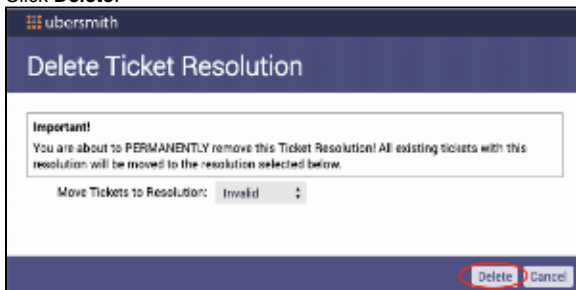 Click Delete.
ubersmith
Delete Ticket Resolution
Important!
You are about to PERMANENTLY remove this Ticket Resolution! All existing tickets with this
resolution will be moved to the resolution selected below.
Move Tickets to Resolution: Invalid
Delete Cancel